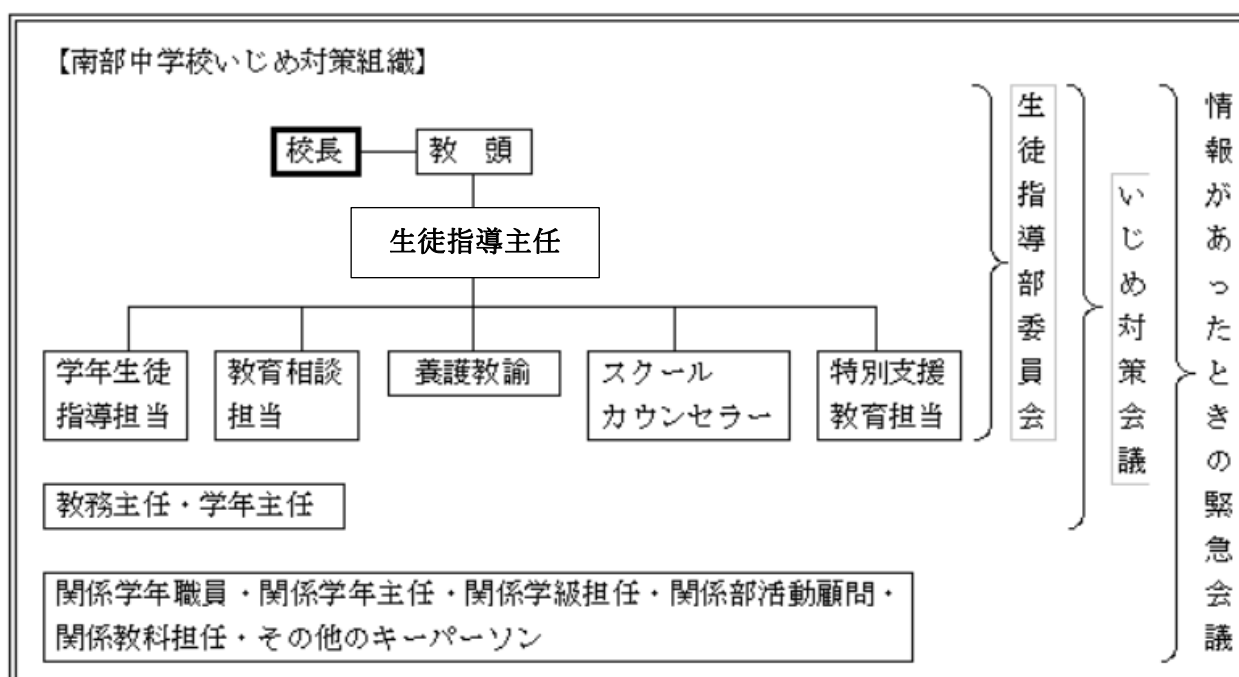 【南部中学校いじめ対策組織】
校長
教　頭
生徒指導主任
学年生徒
指導担当
教育相談
担当
養護教諭
スクール
カウンセラー
特別支援
教育担当
教務主任・学年主任
関係学年職員・関係学年主任・関係学級担任・関係部活動顧問・
関係教科担任・その他のキーパーソン
生徒指導部委員会
いじめ対策会議
情報があったときの緊急会議